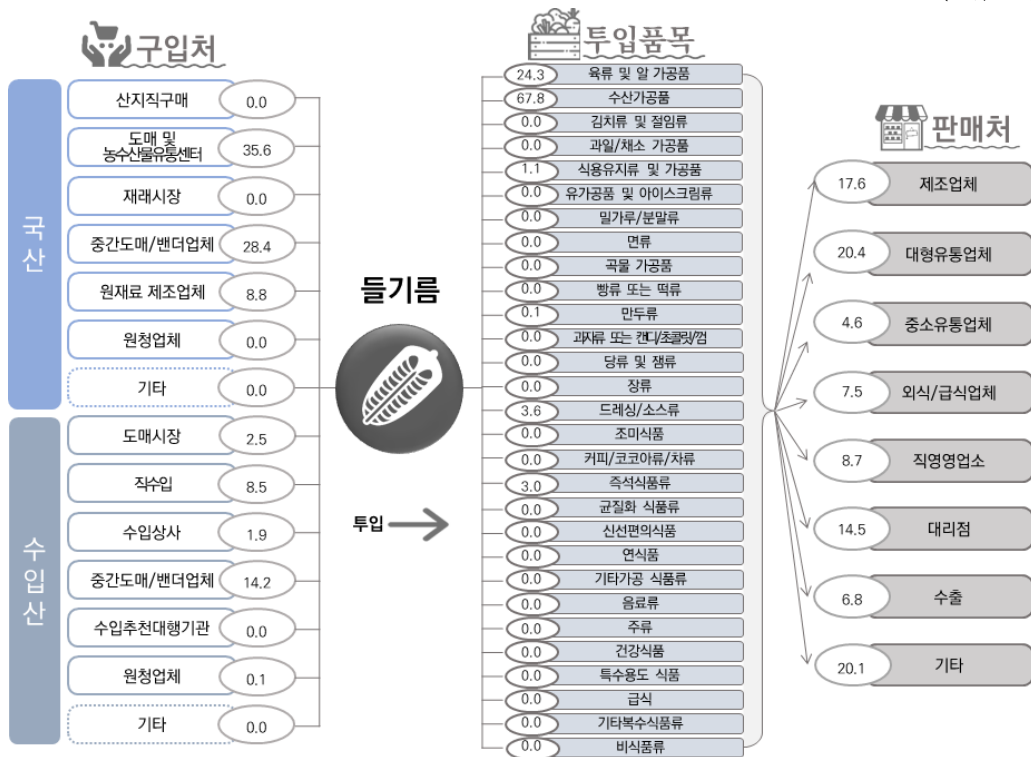 구입처
국산
산지직구매 0.0
도매 및
농수산물유통센터 35.6
재래시장 0.0
중간도매/밴더업체 28.4
원재료 제조업체 8.8
원청업체 0.0
기타 0.0
수입산
도매시장 2.5
직수입 8.5
수입상사 1.9
중간도매/밴더업체 14.2
수입추천대행기관 0.0
원청업체 0.1
기타 0.0
들기름
투입
투입품목
24.3 육류 및 알 가공품
67.8 수산가공품
0.0 김치류 및 절임류
0.0 과일/채소 가공품
1.1 식용유지류 및 가공품
0.0 유가공품 및 아이스크림류
0.0 밀가루/분말류
0.0 면류
0.0 곡물 가공품
0.0 빵류 또는 떡류
0.1 만두류
0.0 과자류 또는 캔디/초콜릿/껌
0.0 당류 및 잼류
0.0 장류
3.6 드레싱/소스류
0.0 조미식품
0.0 커피/코코아류/차류
3.0 즉석식품류
0.0 균질화 식품류
0.0 신선편의식품
0.0 연식품
0.0 기타가공 식품류
0.0 음료류
0.0 주류
0.0 건강식품
0.0 특수용도 식품
0.0 급식
0.0 기타복수식품류
0.0 비식품류
판매처
17.6 제조업체
20.4 대형유통업체
4.6 중소유통업체
7.5 외식/급식업체
8.7 직영영업소
14.5 대리점
6.8 수출
20.1 기타